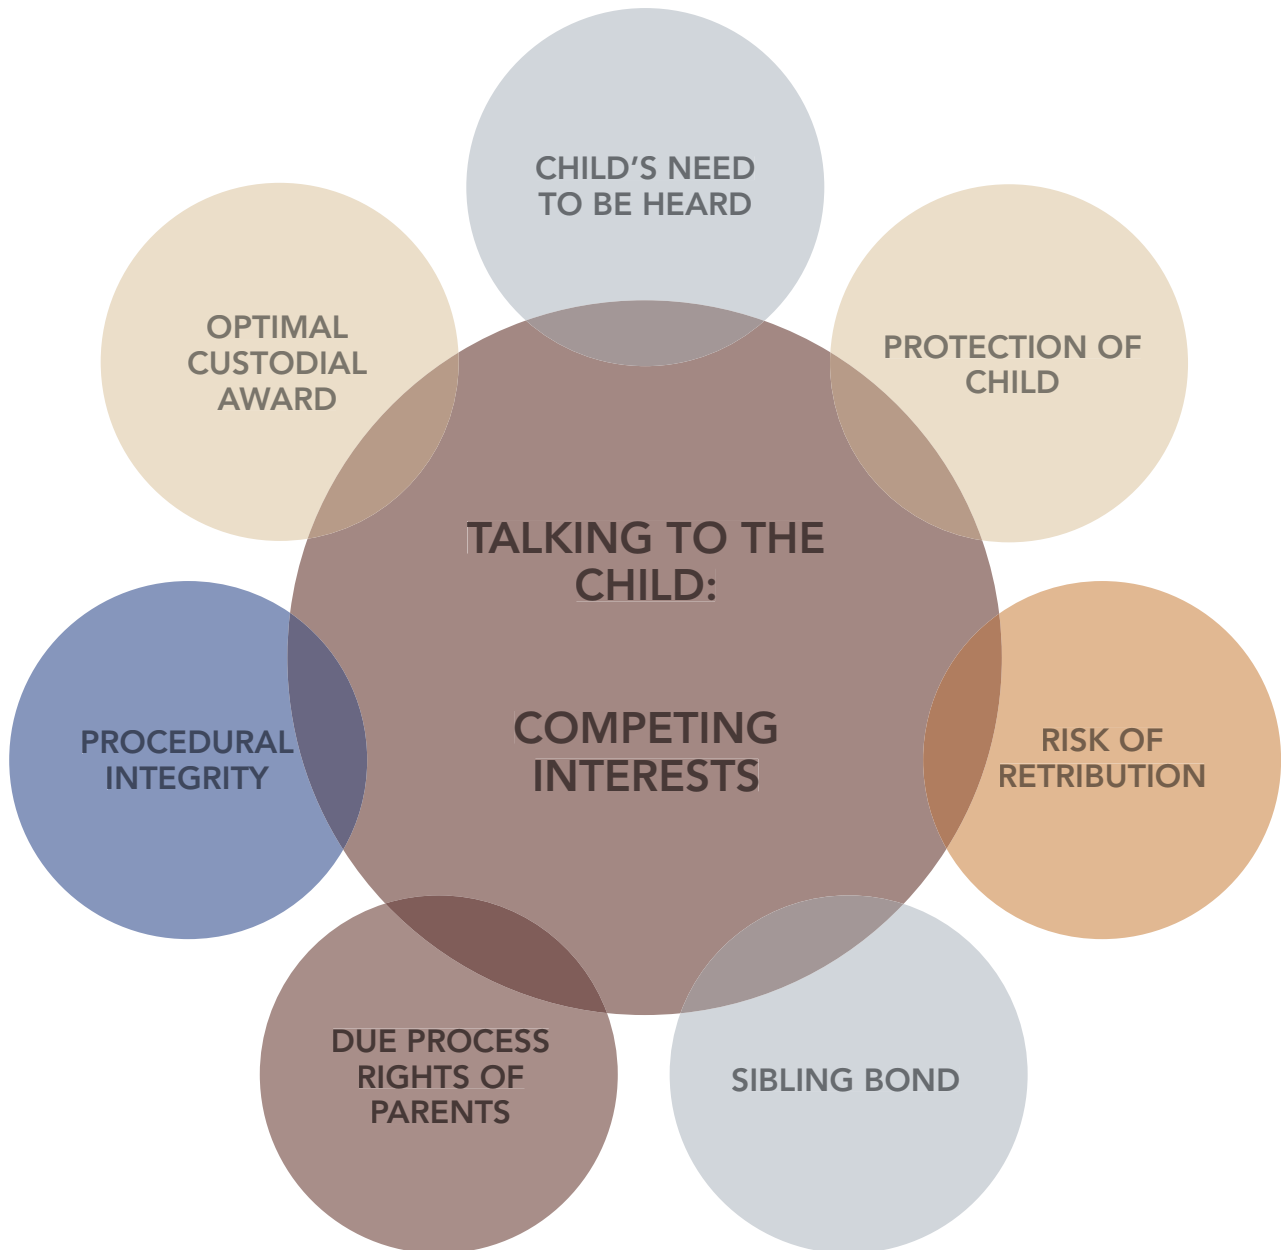 CHILD'S NEED
TO BE HEARD
OPTIMAL
CUSTODIAL
AWARD
PROTECTION OF
CHILD
TALKING TO THE
CHILD:
COMPETING
INTERESTS
PROCEDURAL
INTEGRITY
RISK OF
RETRIBUTION
DUE PROCESS
RIGHTS OF
PARENTS
SIBLING BOND